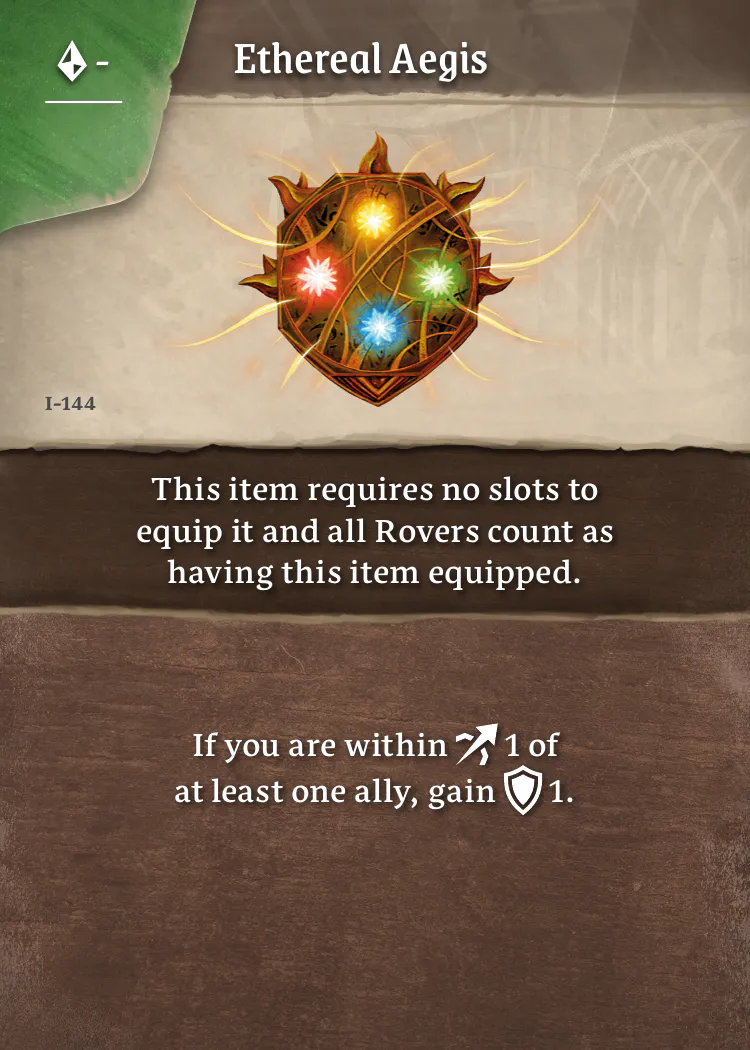 -
Ethereal Aegis
I-144
This item requires no slots to
equip it and all Rovers count as
having this item equipped.
If you are within 1 of
at least one ally, gain 1.